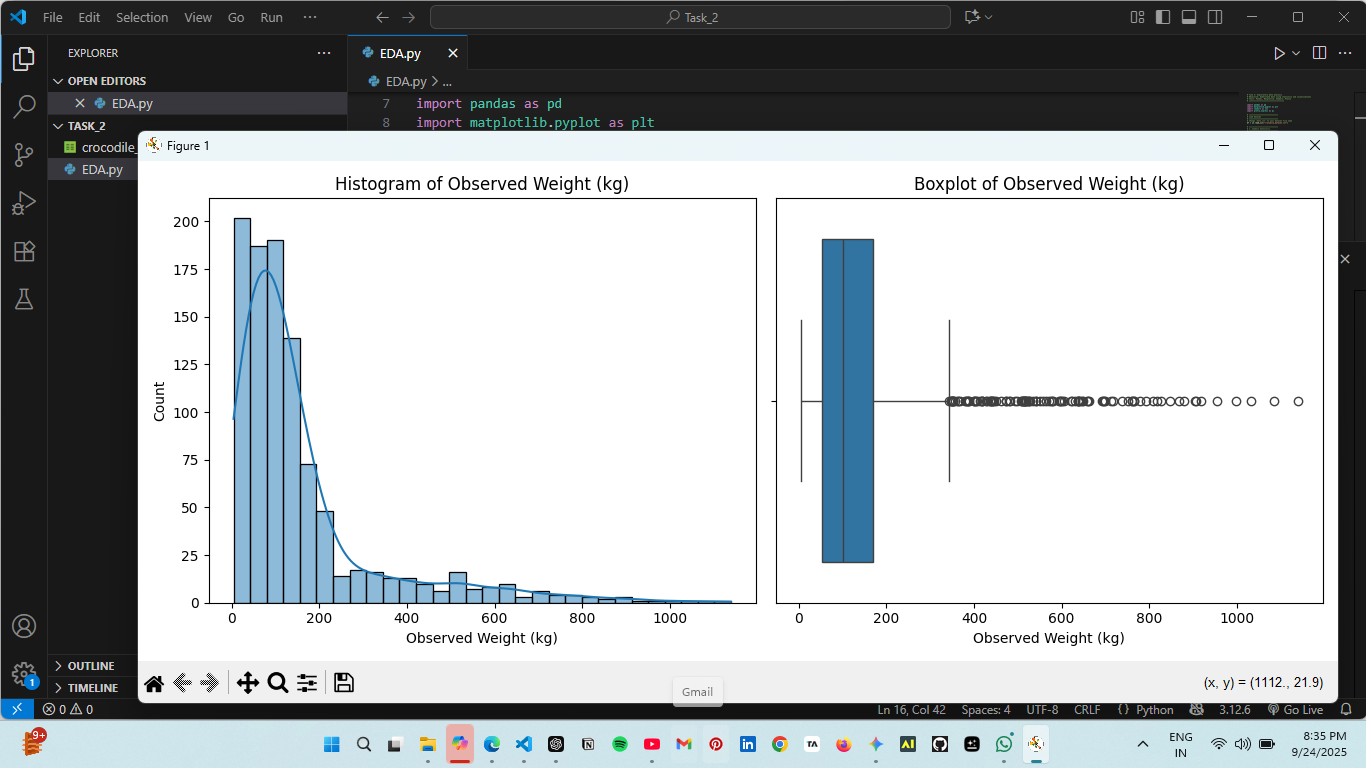 File Edit Selection View Go Run ··· Task_2
EXPLORER
OPEN EDITORS
EDA.py
TASK_2
crocodile_
EDA.py
OUTLINE
TIMELINE
EDA.py
EDA.py > ...
7 import pandas as pd
8 import matplotlib.pyplot as plt
Figure 1
Histogram of Observed Weight (kg)
200
175
150
125
100
75
50
25
0
Count
0 200 400 600 800 1000
Observed Weight (kg)
Boxplot of Observed Weight (kg)
0 200 400 600 800 1000
Observed Weight (kg)
(x, y) = (1112., 21.9)
Gmail
1
0 0 Ln 16, Col 42 Spaces: 4 UTF-8 CRLF {} Python 3.12.6 Go Live
9+
TA
AI
ENG
IN
8:35 PM
9/24/2025